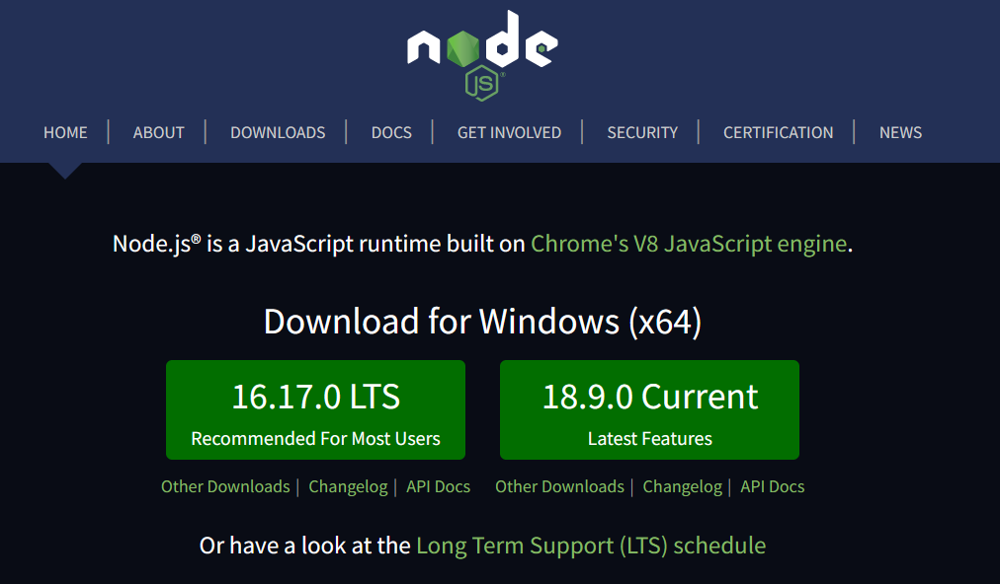 node
JS®
HOME | ABOUT | DOWNLOADS | DOCS | GET INVOLVED | SECURITY | CERTIFICATION | NEWS
Node.js® is a JavaScript runtime built on Chrome's V8 JavaScript engine.
Download for Windows (x64)
16.17.0 LTS
Recommended For Most Users
18.9.0 Current
Latest Features
Other Downloads | Changelog | API Docs
Other Downloads | Changelog | API Docs
Or have a look at the Long Term Support (LTS) schedule